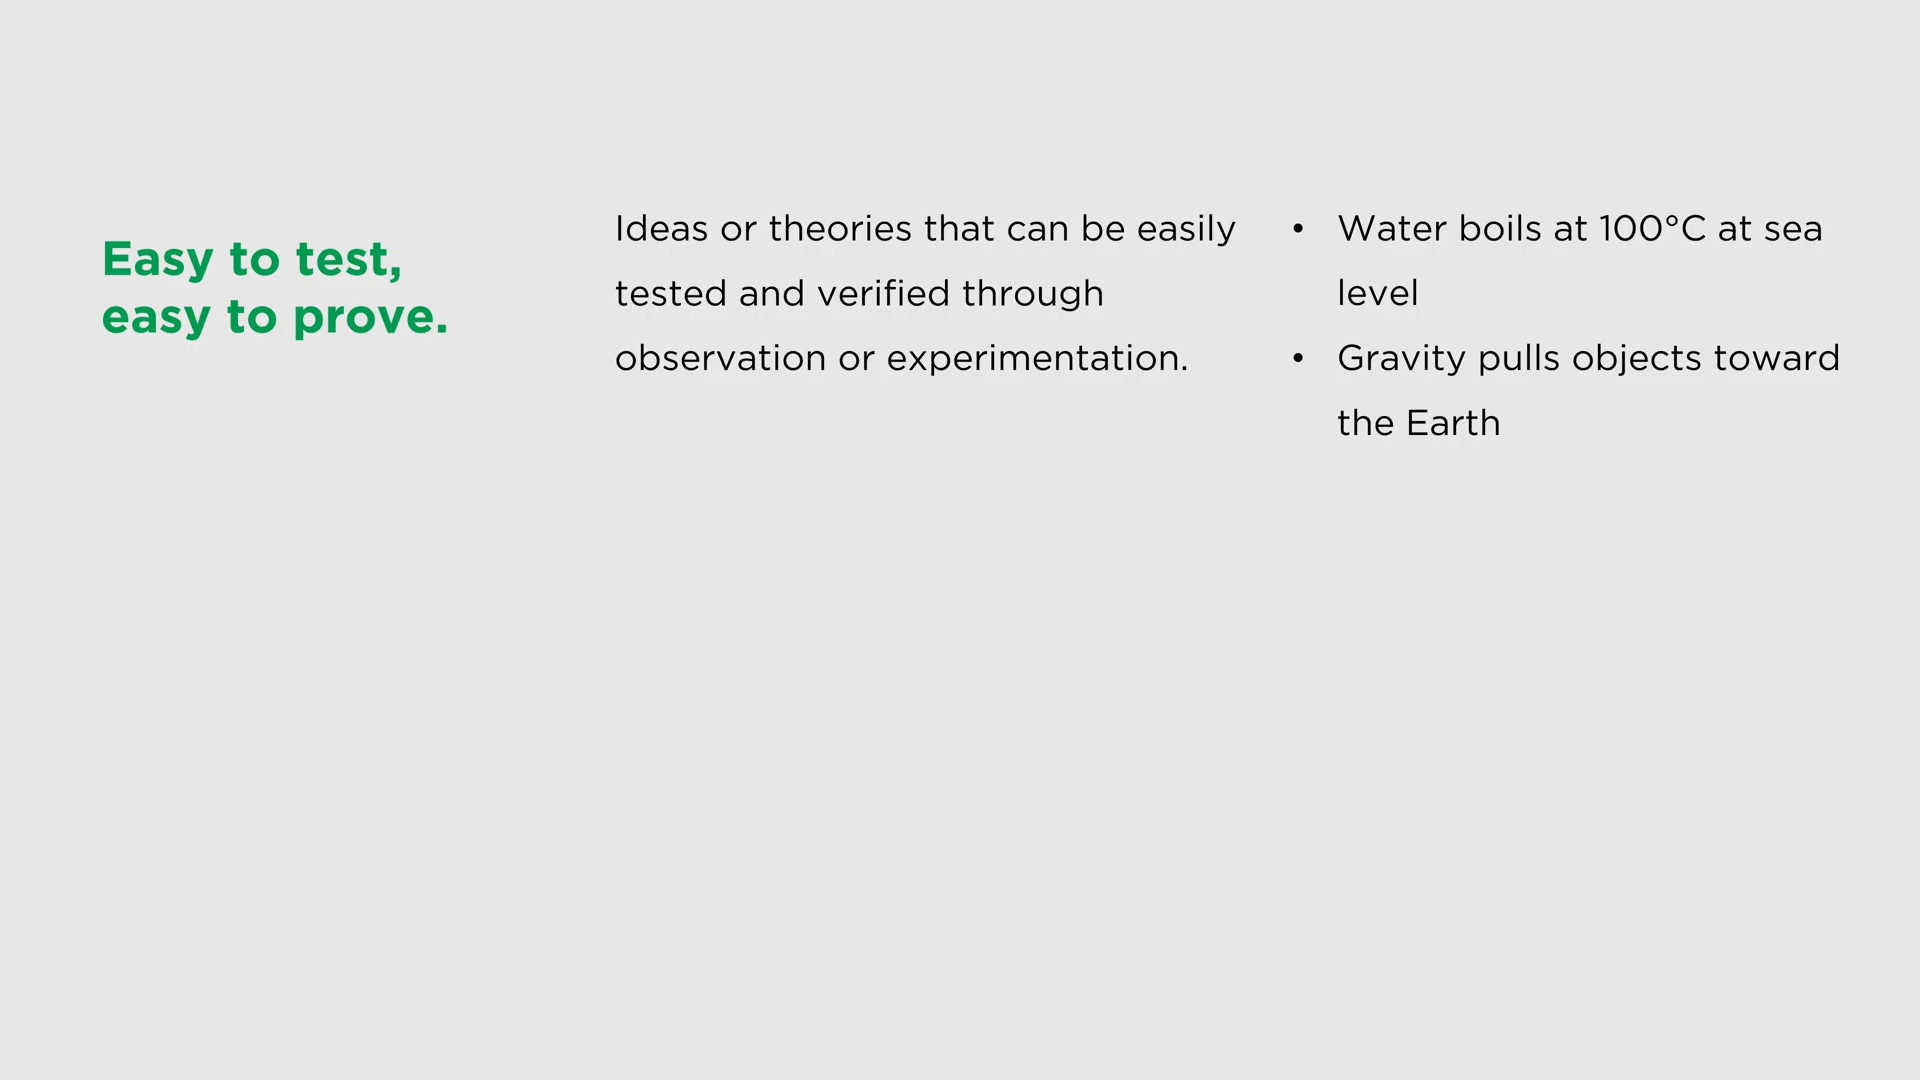 Easy to test,
easy to prove.
Ideas or theories that can be easily
tested and verified through
observation or experimentation.
• Water boils at 100°C at sea
level
• Gravity pulls objects toward
the Earth